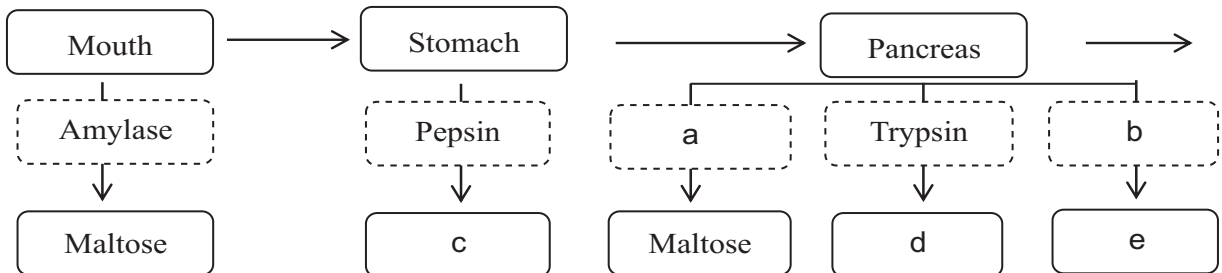 Mouth
Stomach
Pancreas
Amylase
Pepsin
a
Trypsin
b
Maltose
c
Maltose
d
e